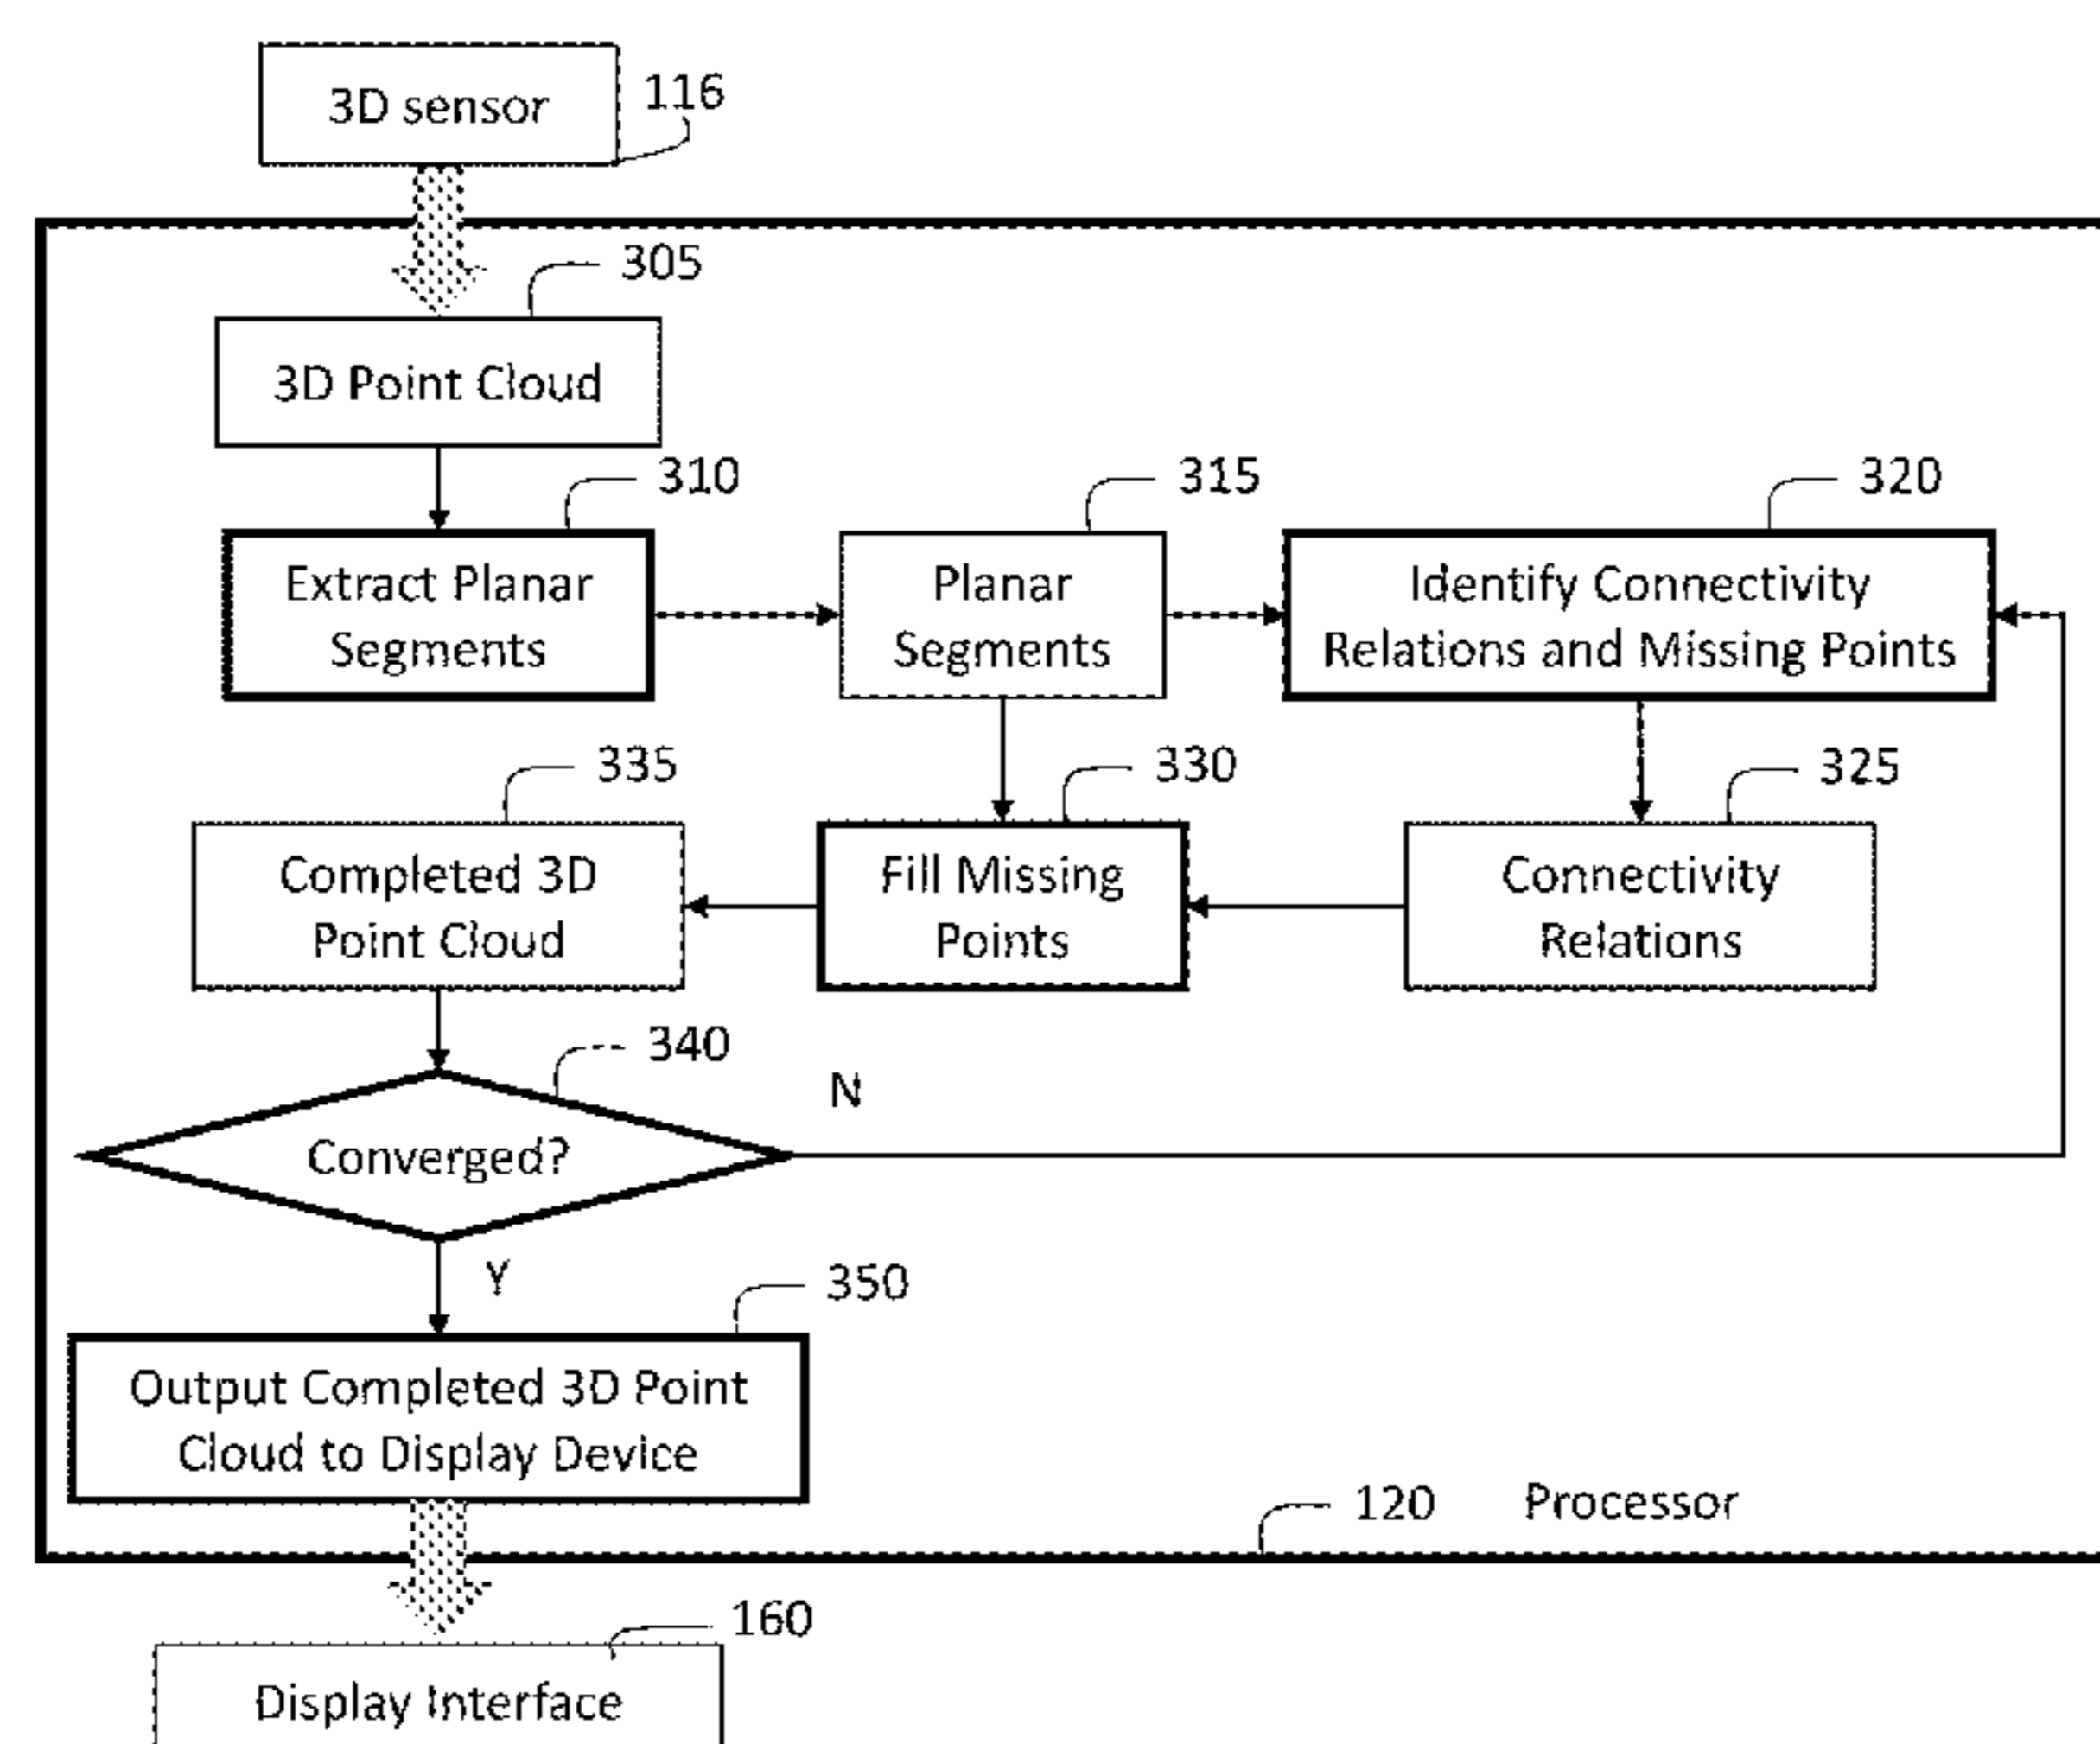 3D sensor
116
305
3D Point Cloud
310
315
320
Extract Planar
Segments
Planar
Segments
Identify Connectivity
Relations and Missing Points
335
330
325
Completed 3D
Point Cloud
Fill Missing
Points
Connectivity
Relations
340
N
Converged?
Y
350
Output Completed 3D Point
Cloud to Display Device
120
Processor
160
Display Interface